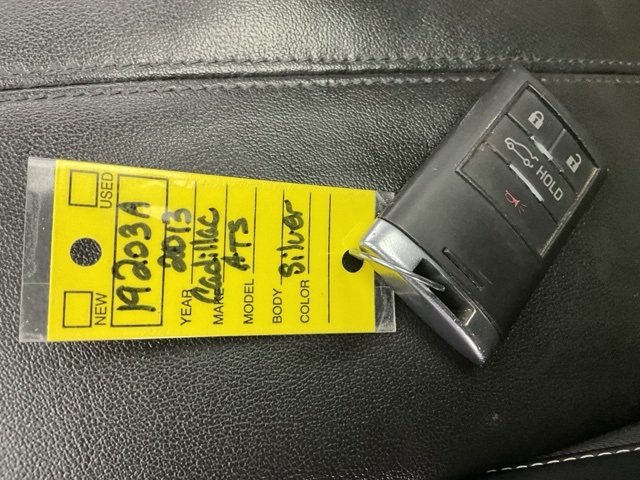 NEW USED
19203A
YEAR 2013
MAKE Cadillac
MODEL ATS
BODY
COLOR Silver
HOLD